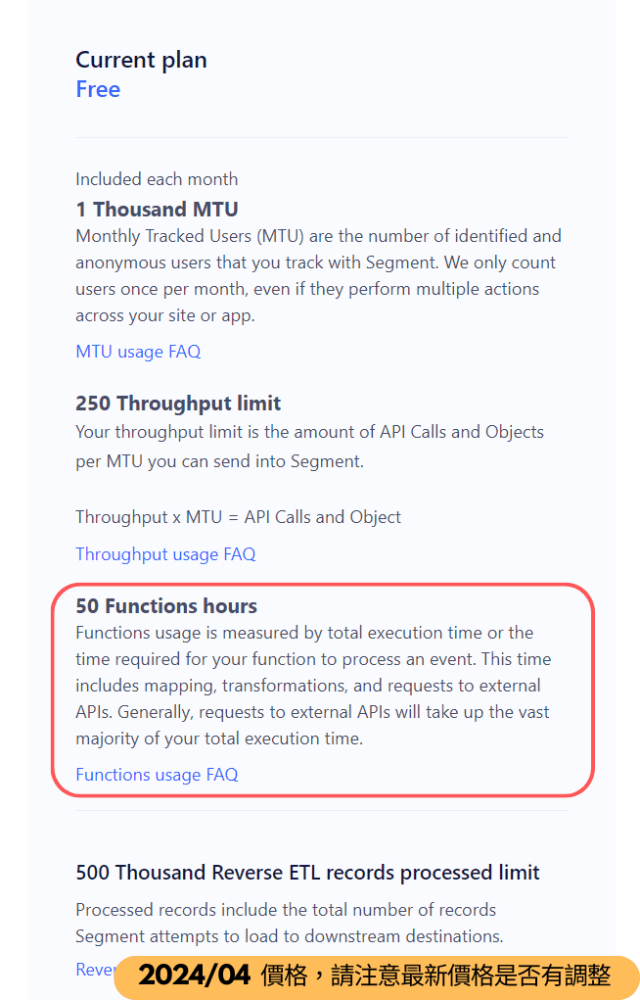 Current plan
Free
Included each month
1 Thousand MTU
Monthly Tracked Users (MTU) are the number of identified and
anonymous users that you track with Segment. We only count
users once per month, even if they perform multiple actions
across your site or app.
MTU usage FAQ
250 Throughput limit
Your throughput limit is the amount of API Calls and Objects
per MTU you can send into Segment.
Throughput x MTU = API Calls and Object
Throughput usage FAQ
50 Functions hours
Functions usage is measured by total execution time or the
time required for your function to process an event. This time
includes mapping, transformations, and requests to external
APIs. Generally, requests to external APIs will take up the vast
majority of your total execution time.
Functions usage FAQ
500 Thousand Reverse ETL records processed limit
Processed records include the total number of records
Segment attempts to load to downstream destinations.
2024/04 價格，請注意最新價格是否有調整